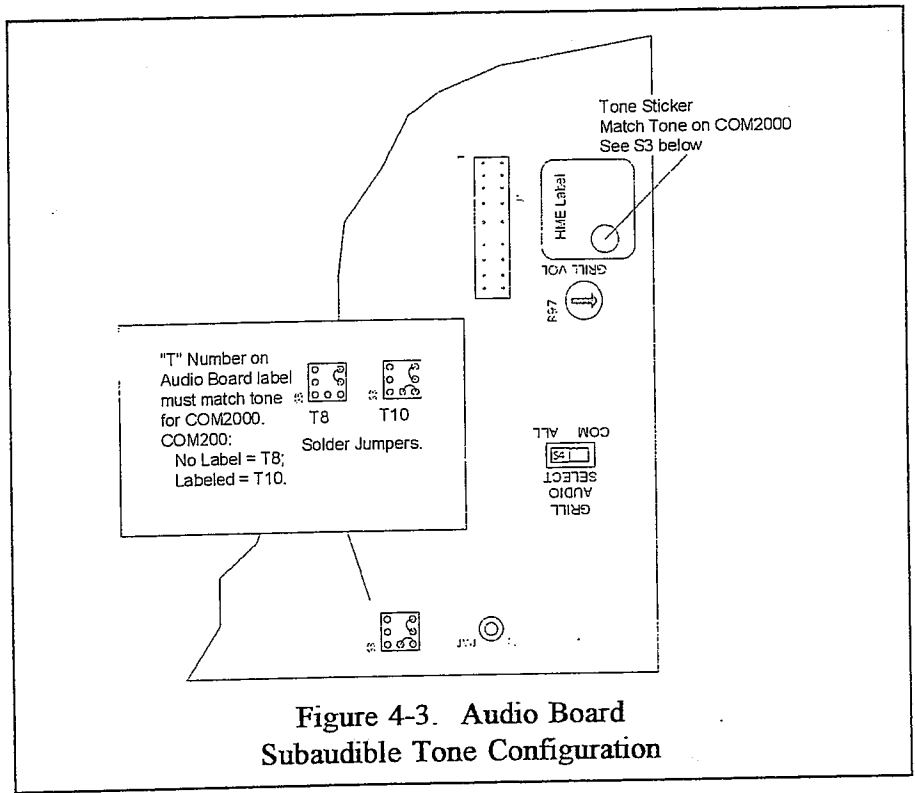 Tone Sticker
Match Tone on COM2000
See S3 below
HME Label
GRILL VOL
R97
"T" Number on
Audio Board label
must match tone
for COM2000.
COM200:
No Label = T8;
Labeled = T10.
S3
T8
S3
T10
Solder Jumpers.
COM ALL
S4
GRILL
AUDIO
SELECT
S3
Figure 4-3. Audio Board
Subaudible Tone Configuration